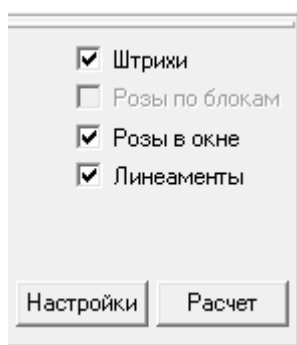 Штрихи
Розы по блокам
Розы в окне
Линеаменты
Настройки Расчет